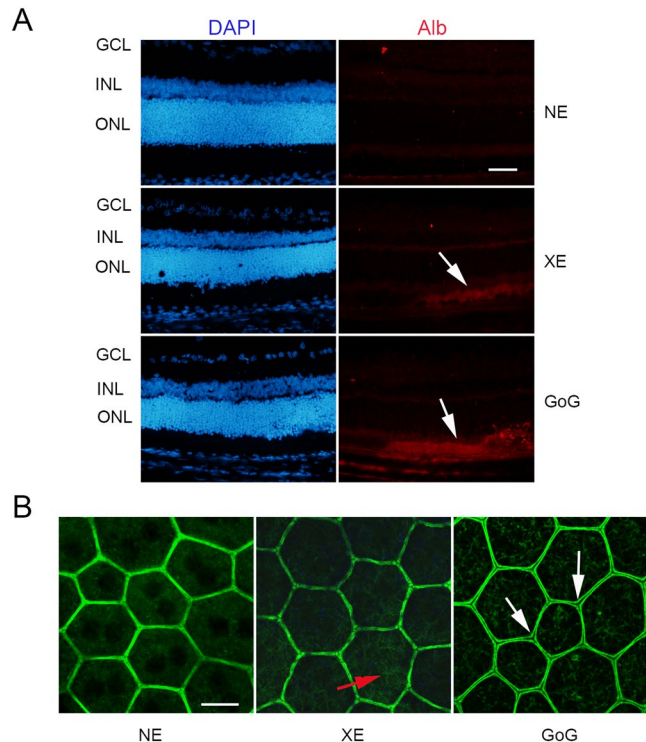 A
DAPI Alb
GCL
INL
ONL
NE
GCL
INL
ONL
XE
GCL
INL
ONL
GoG
B
NE XE GoG